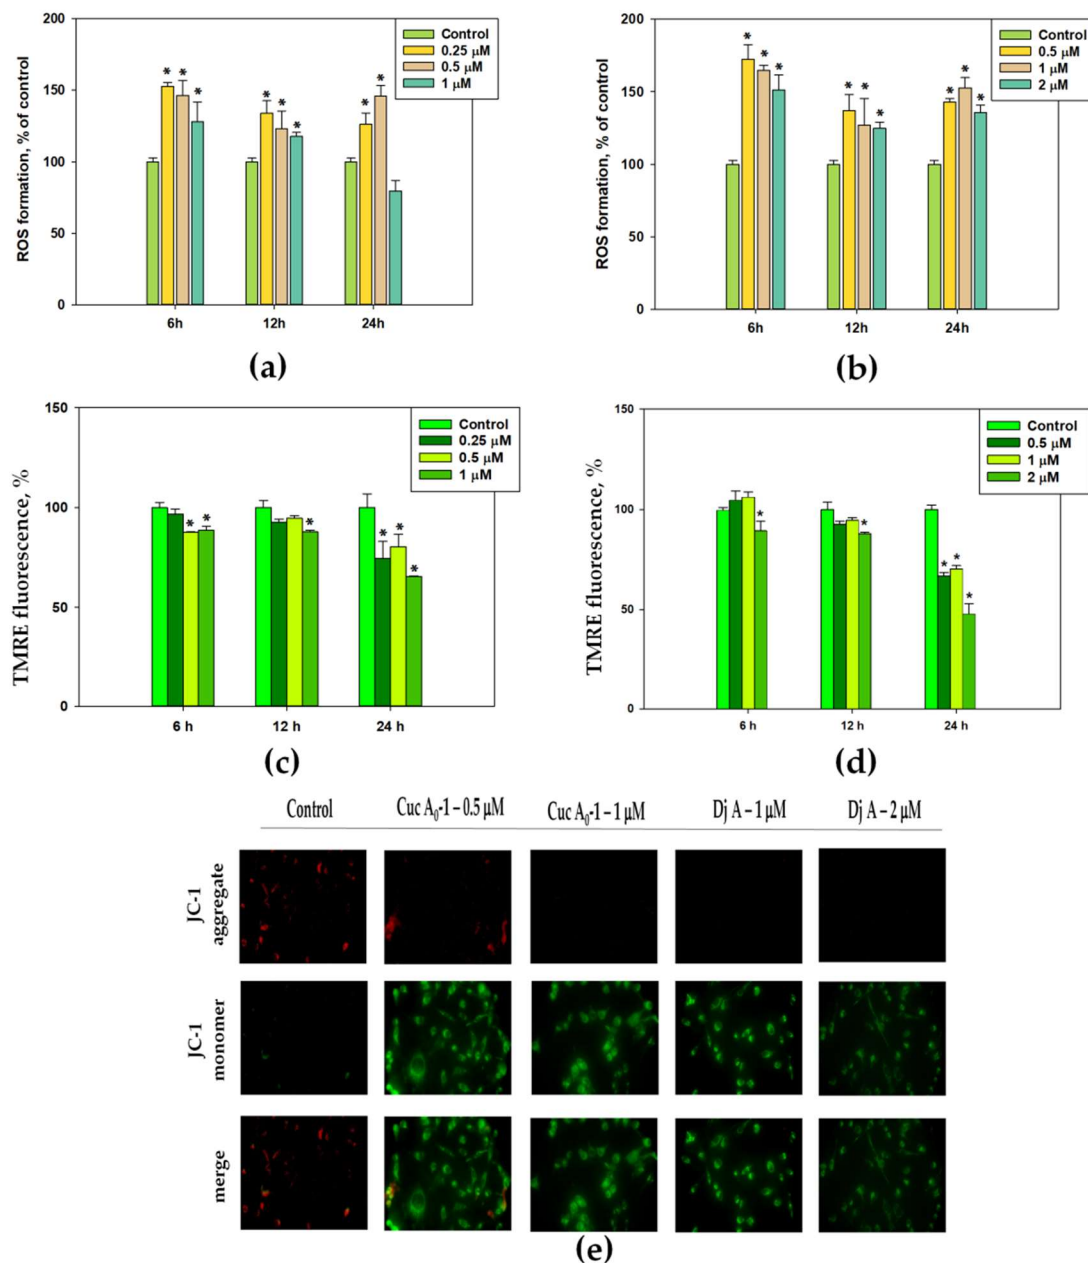 200
150
100
50
0
ROS formation, % of control
Control
0.25 μM
0.5 μM
1 μM
* * *
* * *
* *
6h 12h 24h
(a)
200
150
100
50
0
ROS formation, % of control
Control
0.5 μM
1 μM
2 μM
* * *
* * *
* * *
6h 12h 24h
(b)
150
100
50
0
TMRE fluorescence, %
Control
0.25 μM
0.5 μM
1 μM
* *
*
* * *
6 h 12 h 24 h
(c)
150
100
50
0
TMRE fluorescence, %
Control
0.5 μM
1 μM
2 μM
*
*
* * *
6 h 12 h 24 h
(d)
Control Cuc A₀-1 – 0.5 μM Cuc A₀-1 – 1 μM Dj A – 1 μM Dj A – 2 μM
JC-1
aggregate
JC-1
monomer
merge
(e)